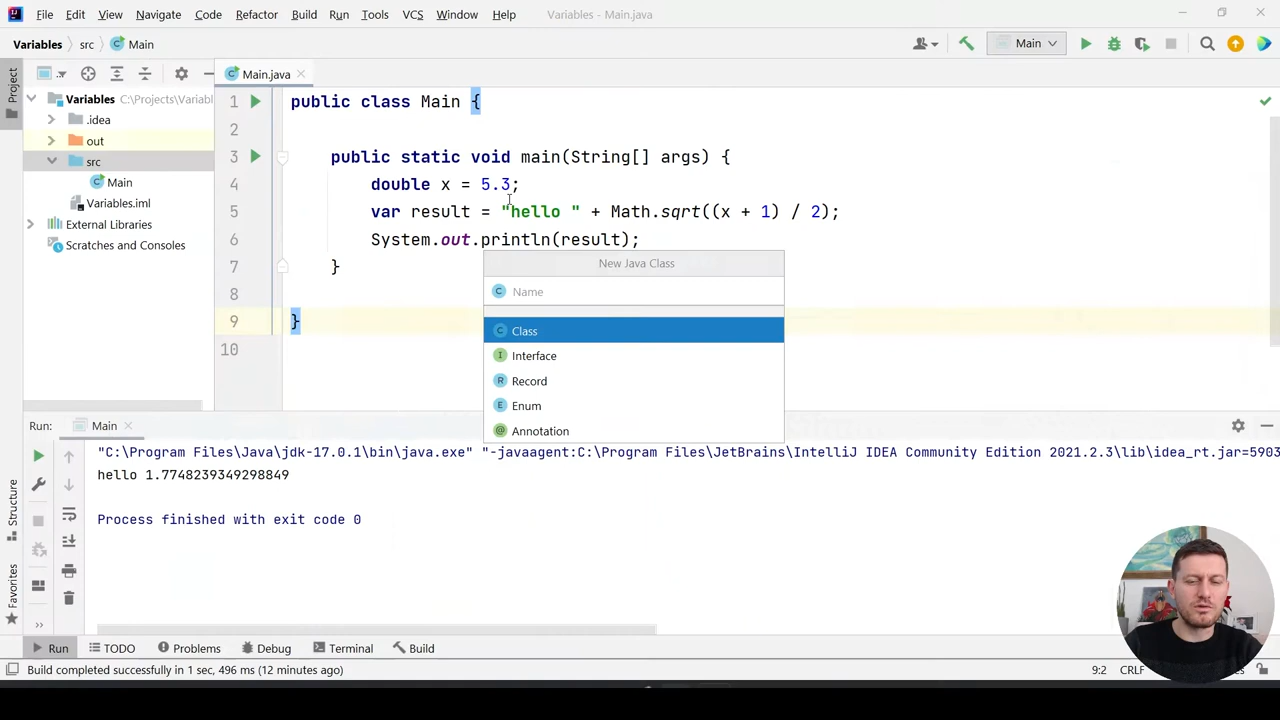 File Edit View Navigate Code Refactor Build Run Tools VCS Window Help Variables - Main.java
Variables src Main Main
Project
Main.java
Variables C:\Projects\Variabl
.idea
out
src
Main
Variables.iml
External Libraries
Scratches and Consoles
1 public class Main {
2
3 public static void main(String[] args) {
4 double x = 5.3;
5 var result = "hello " + Math.sqrt((x + 1) / 2);
6 System.out.println(result);
7 }
8
9 }
10
New Java Class
Name
Class
Interface
Record
Enum
Annotation
Run: Main
"C:\Program Files\Java\jdk-17.0.1\bin\java.exe" "-javaagent:C:\Program Files\JetBrains\IntelliJ IDEA Community Edition 2021.2.3\lib\idea_rt.jar=5903
hello 1.7748239349298849
Process finished with exit code 0
Structure
Favorites
Run TODO Problems Debug Terminal Build
Build completed successfully in 1 sec, 496 ms (12 minutes ago) 9:2 CRLF